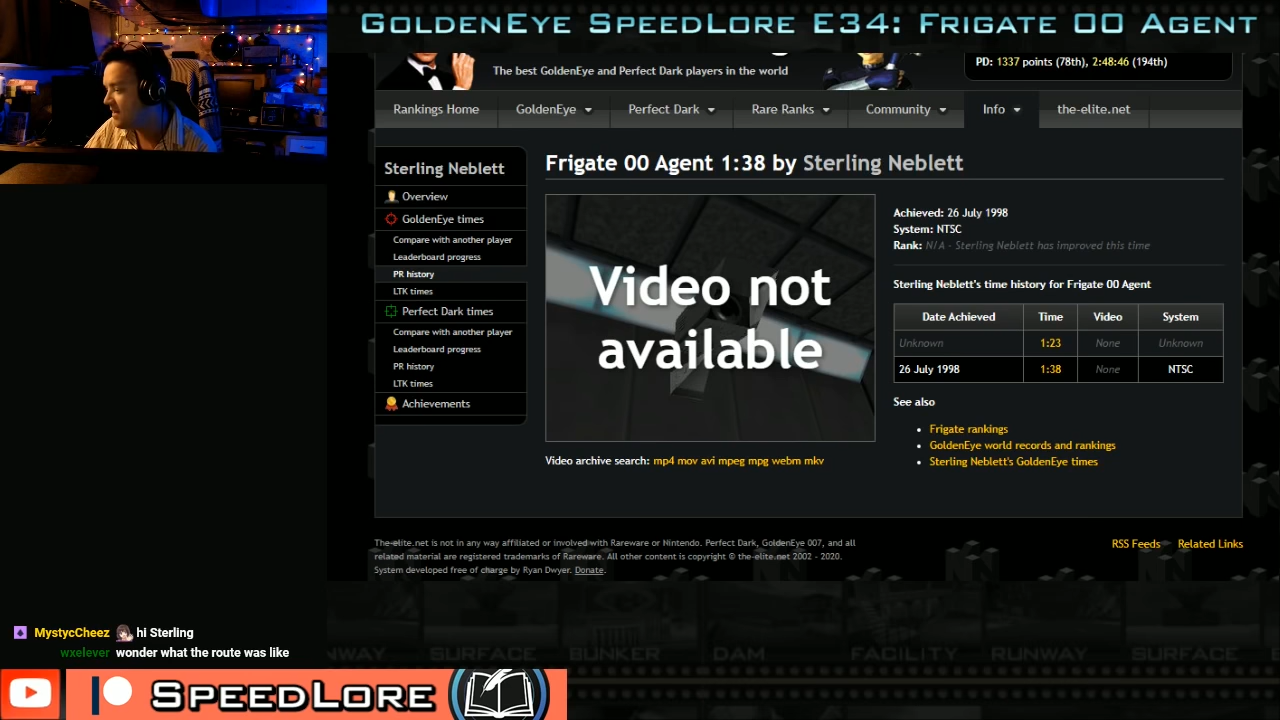 GOLDENEYE SPEEDLORE E34: FRIGATE 00 AGENT
The best GoldenEye and Perfect Dark players in the world
PD: 1337 points (78th), 2:48:46 (194th)
Rankings Home GoldenEye Perfect Dark Rare Ranks Community Info the-elite.net
Sterling Neblett
Overview
GoldenEye times
Compare with another player
Leaderboard progress
PR history
LTK times
Perfect Dark times
Compare with another player
Leaderboard progress
PR history
LTK times
Achievements
Frigate 00 Agent 1:38 by Sterling Neblett
Video not
available
Video archive search: mp4 mov avi mpeg mpg webm mkv
Achieved: 26 July 1998
System: NTSC
Rank: N/A - Sterling Neblett has improved this time
Sterling Neblett's time history for Frigate 00 Agent
Date Achieved Time Video System
Unknown 1:23 None Unknown
26 July 1998 1:38 None NTSC
See also
Frigate rankings
GoldenEye world records and rankings
Sterling Neblett's GoldenEye times
The-elite.net is not in any way affiliated or involved with Rareware or Nintendo. Perfect Dark, GoldenEye 007, and all
related material are registered trademarks of Rareware. All other content is copyright © the-elite.net 2002 - 2020.
System developed free of charge by Ryan Dwyer. Donate.
RSS Feeds Related Links
MystycCheez hi Sterling
wxelever wonder what the route was like
NWAY SURFACE BUNKER DAM FACILITY RUNWAY SURFACE
SPEEDLORE